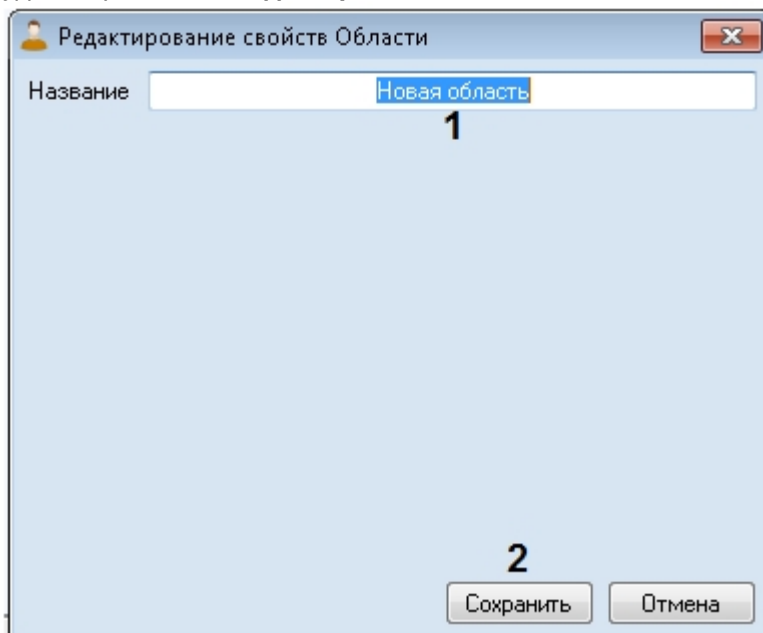 Редактирование свойств Области
Название Новая область
1
2
Сохранить Отмена